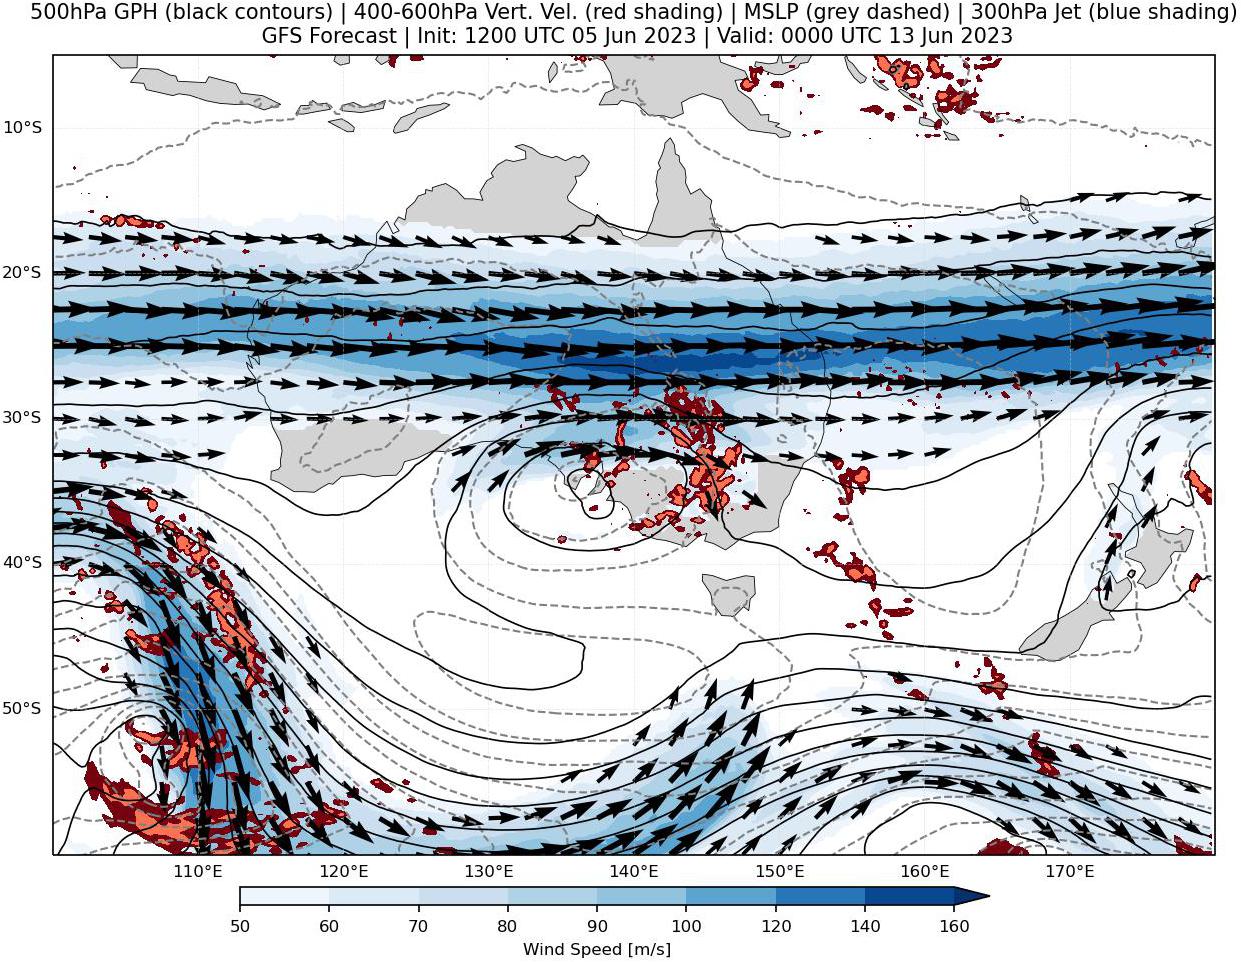 500hPa GPH (black contours) | 400-600hPa Vert. Vel. (red shading) | MSLP (grey dashed) | 300hPa Jet (blue shading)
GFS Forecast | Init: 1200 UTC 05 Jun 2023 | Valid: 0000 UTC 13 Jun 2023
10°S
20°S
30°S
40°S
50°S
110°E 120°E 130°E 140°E 150°E 160°E 170°E
50 60 70 80 90 100 120 140 160
Wind Speed [m/s]